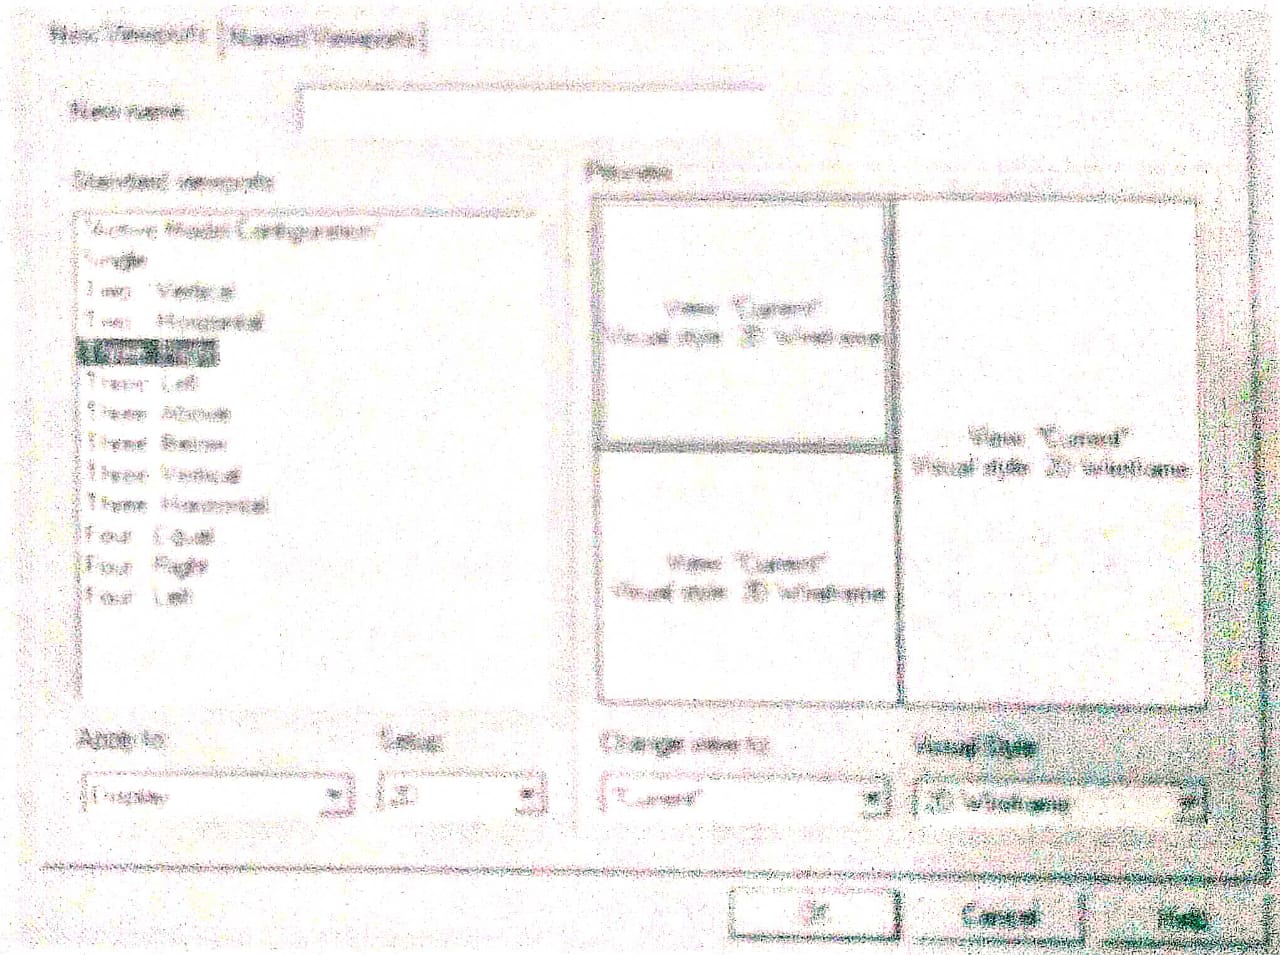 New Viewports
Named Viewports
New name:
Standard viewports:
Preview
*Active Model Configuration*
Single
Two: Vertical
Two: Horizontal
Three: Left
Three: Above
Three: Below
Three: Vertical
Three: Horizontal
Four: Equal
Four: Right
Four: Left
View: *Current*
Visual style: 2D Wireframe
View: *Current*
Visual style: 2D Wireframe
View: *Current*
Visual style: 2D Wireframe
Apply to:
Setup:
Change view to:
Visual Style:
Display
2D
*Current*
2D Wireframe
OK
Cancel
Help